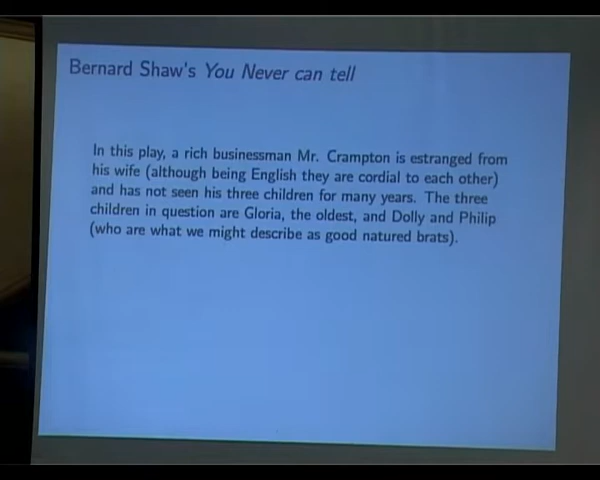 Bernard Shaw's You Never can tell
In this play, a rich businessman Mr. Crampton is estranged from
his wife (although being English they are cordial to each other)
and has not seen his three children for many years. The three
children in question are Gloria, the oldest, and Dolly and Philip
(who are what we might describe as good natured brats).